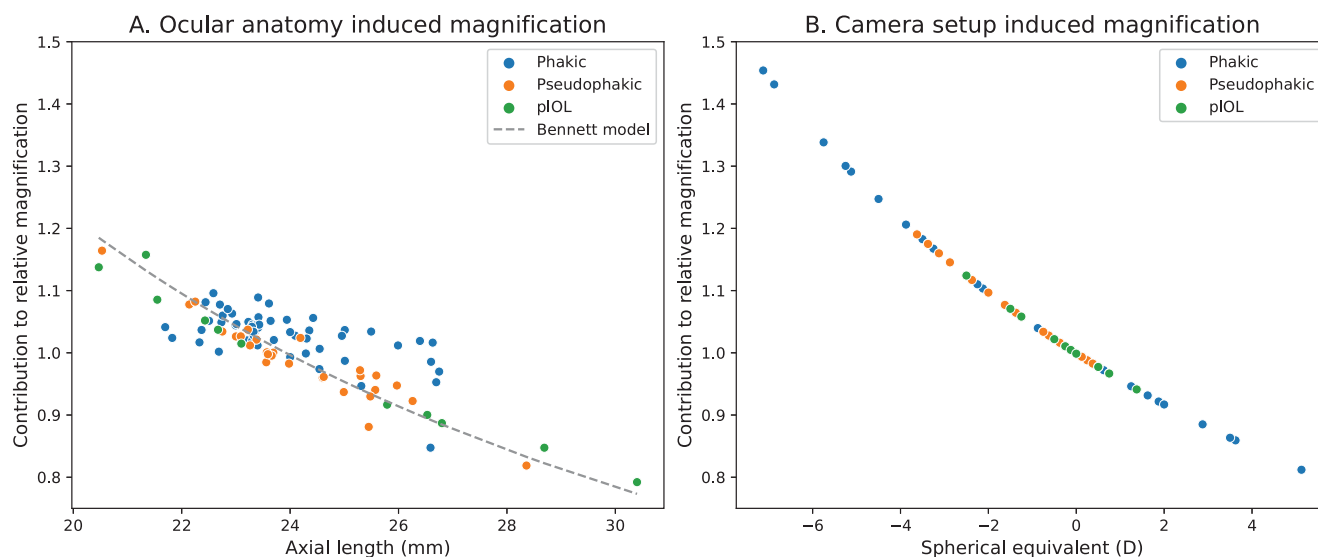 A. Ocular anatomy induced magnification
1.5
1.4
1.3
1.2
1.1
1.0
0.9
0.8
Contribution to relative magnification
Phakic
Pseudophakic
pIOL
Bennett model
20
22
24
26
28
30
Axial length (mm)
B. Camera setup induced magnification
1.5
1.4
1.3
1.2
1.1
1.0
0.9
0.8
Contribution to relative magnification
Phakic
Pseudophakic
pIOL
−6
−4
−2
0
2
4
Spherical equivalent (D)